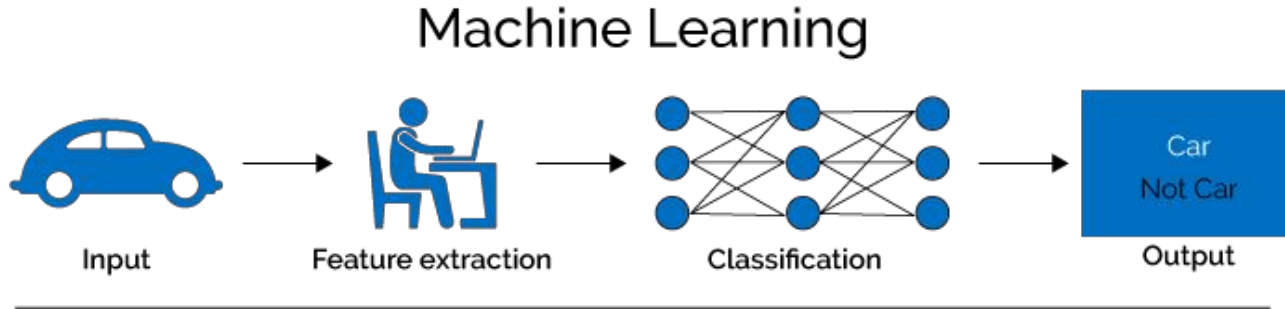 Machine Learning
Car
Not Car
Input
Feature extraction
Classification
Output